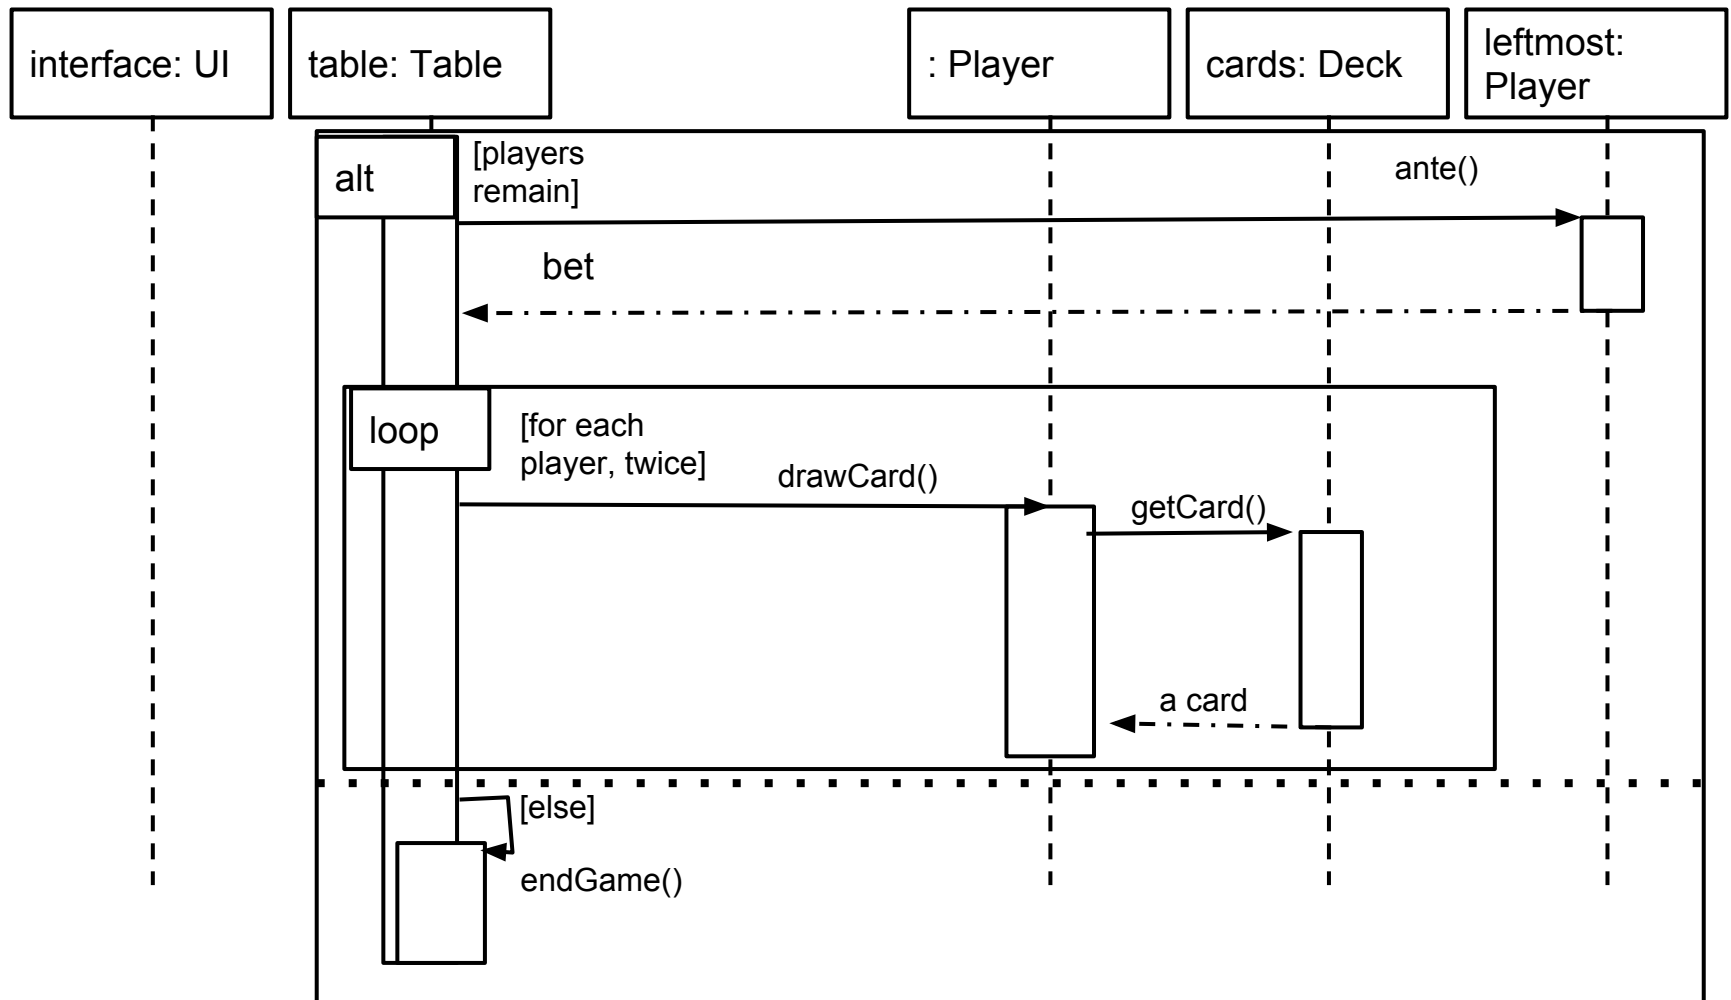 interface: UI
table: Table
: Player
cards: Deck
leftmost:
Player
alt
[players
remain]
ante()
bet
loop
[for each
player, twice]
drawCard()
getCard()
a card
[else]
endGame()